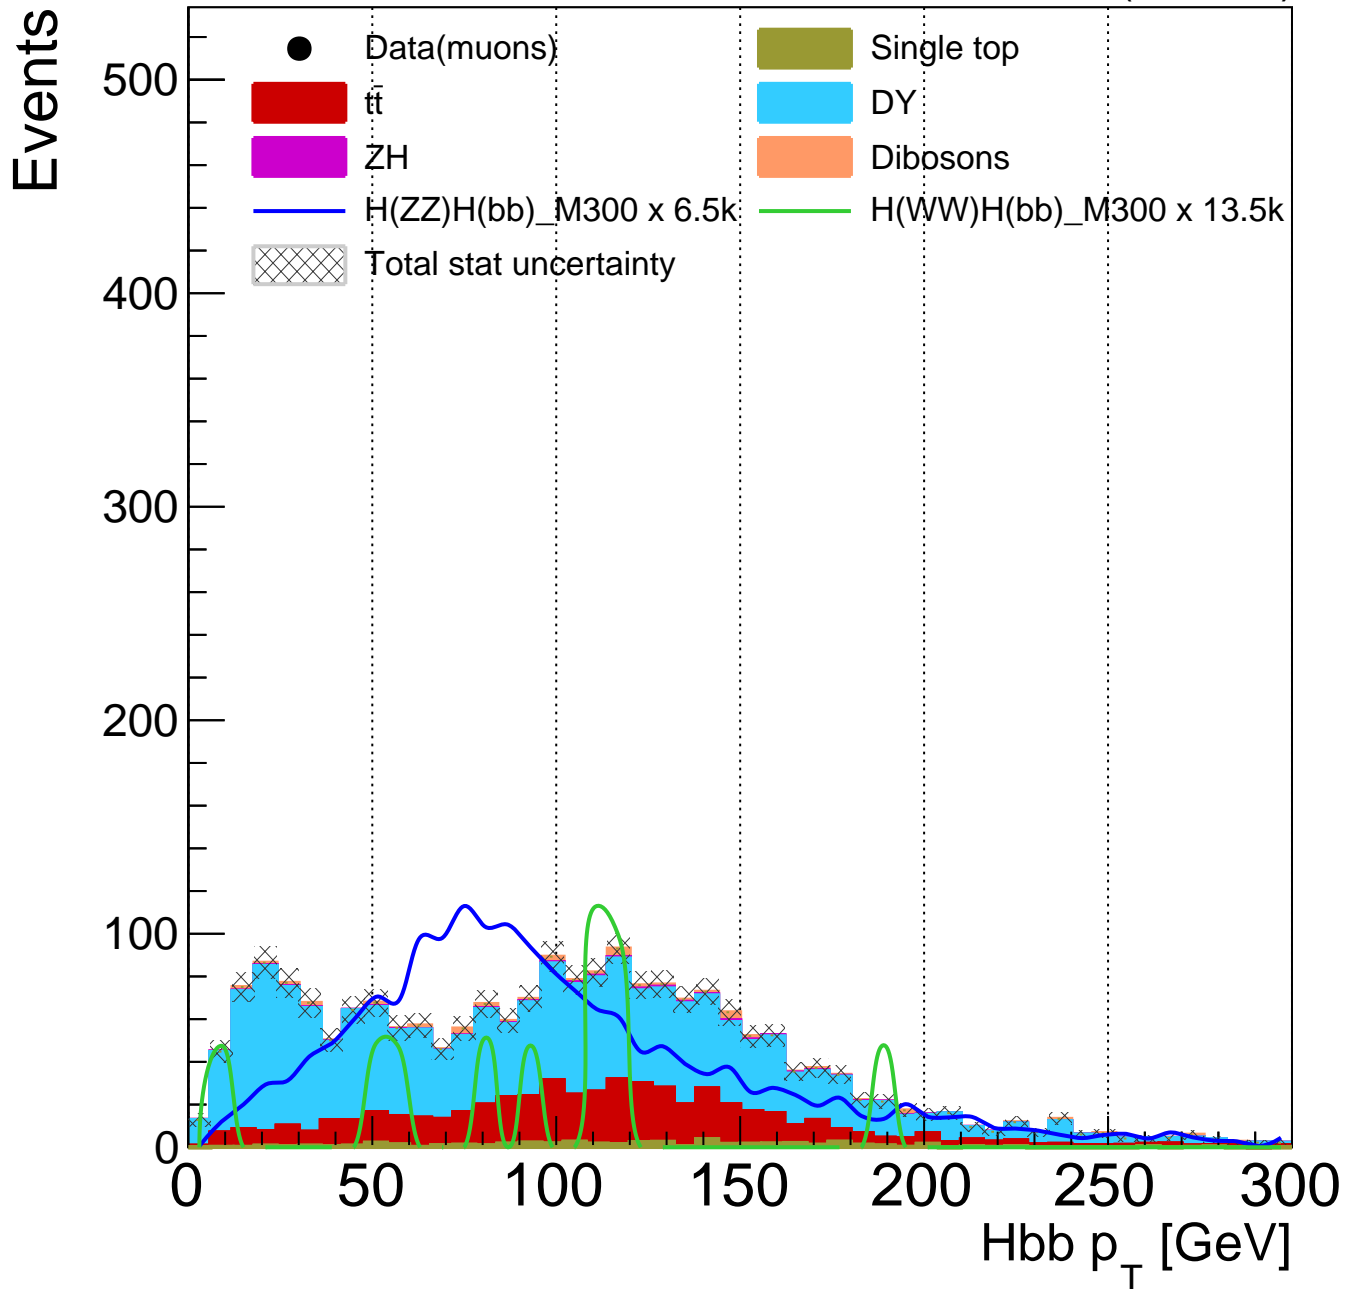 Events
Data(muons)
Single top
tt̄
DY
ZH
Dibosons
H(ZZ)H(bb)_M300 x 6.5k
H(WW)H(bb)_M300 x 13.5k
Total stat uncertainty
500
400
300
200
100
0
0 50 100 150 200 250 300
Hbb p_T [GeV]